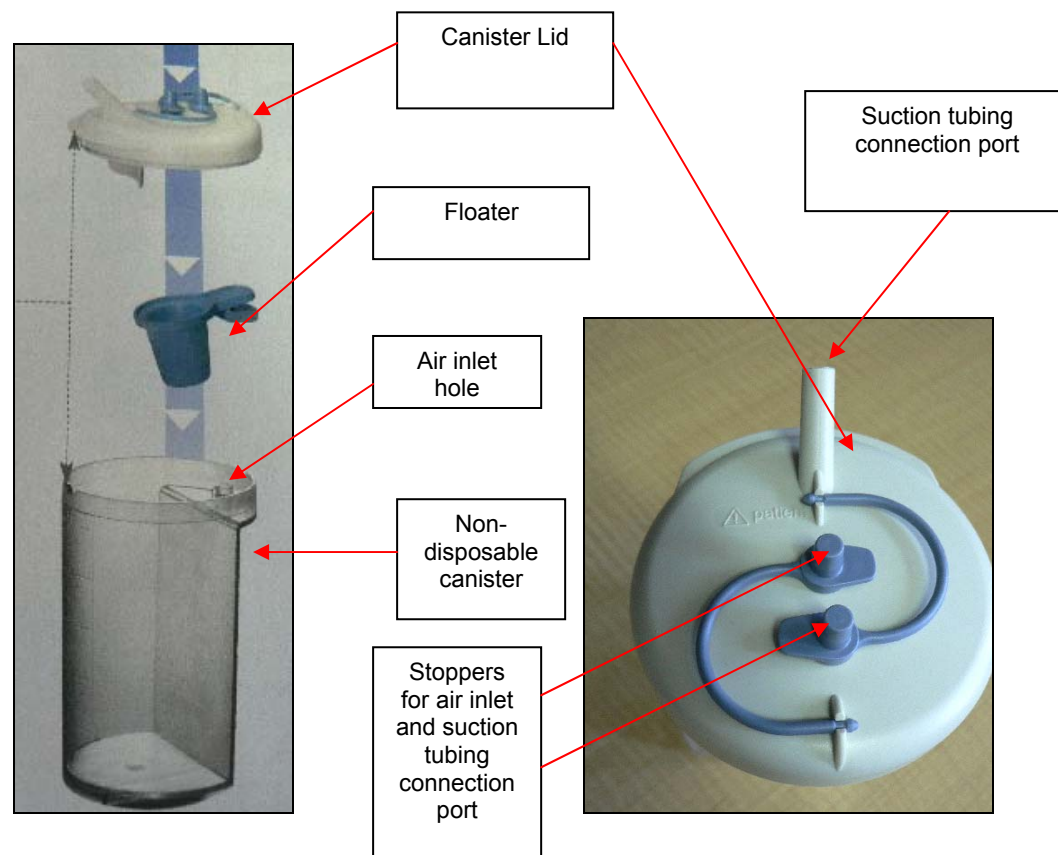 Canister Lid
Suction tubing
connection port
Floater
Air inlet
hole
Non-
disposable
canister
Stoppers
for air inlet
and suction
tubing
connection
port
patient